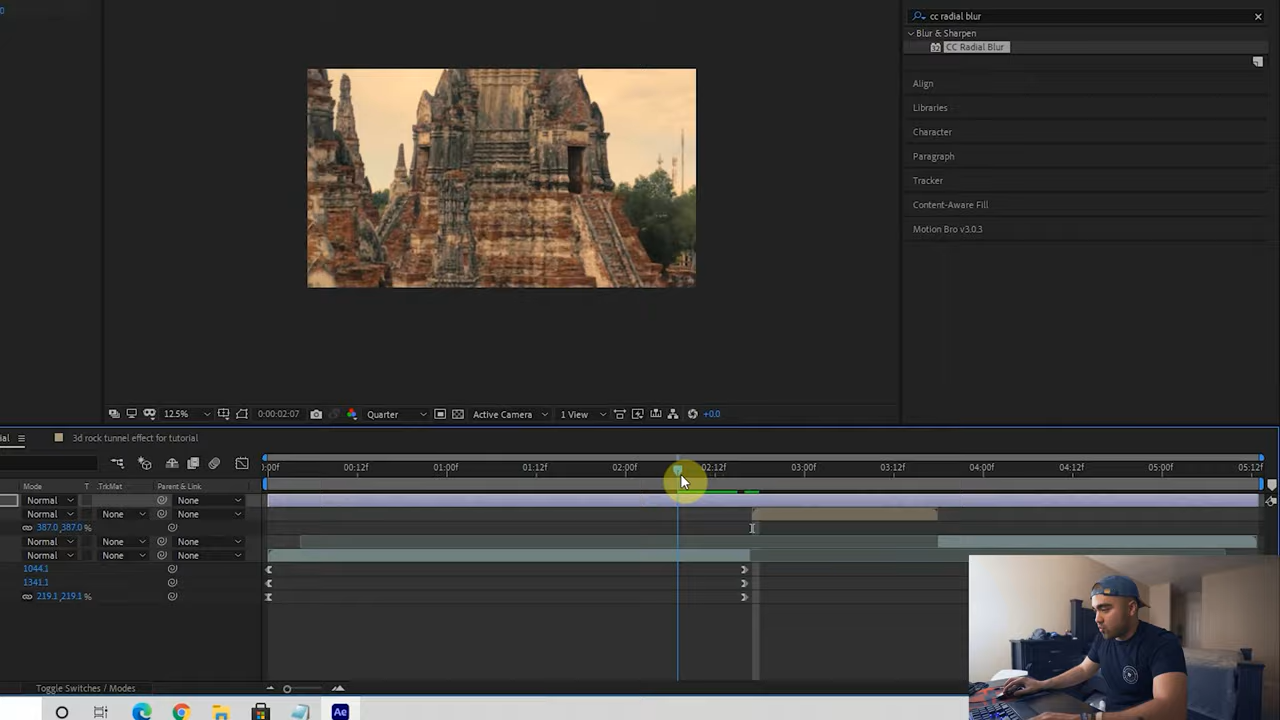 0
cc radial blur
Blur & Sharpen
CC Radial Blur
Align
Libraries
Character
Paragraph
Tracker
Content-Aware Fill
Motion Bro v3.0.3
12.5% 0:00:02:07 Quarter Active Camera 1 View +0.0
ial 3d rock tunnel effect for tutorial
:00f 00:12f 01:00f 01:12f 02:00f 02:12f 03:00f 03:12f 04:00f 04:12f 05:00f 05:12f
Mode T .TrkMat Parent & Link
Normal None
Normal None None
387.0,387.0 %
Normal None None
Normal None None
1044.1
1341.1
219.1,219.1 %
Toggle Switches / Modes
Ae